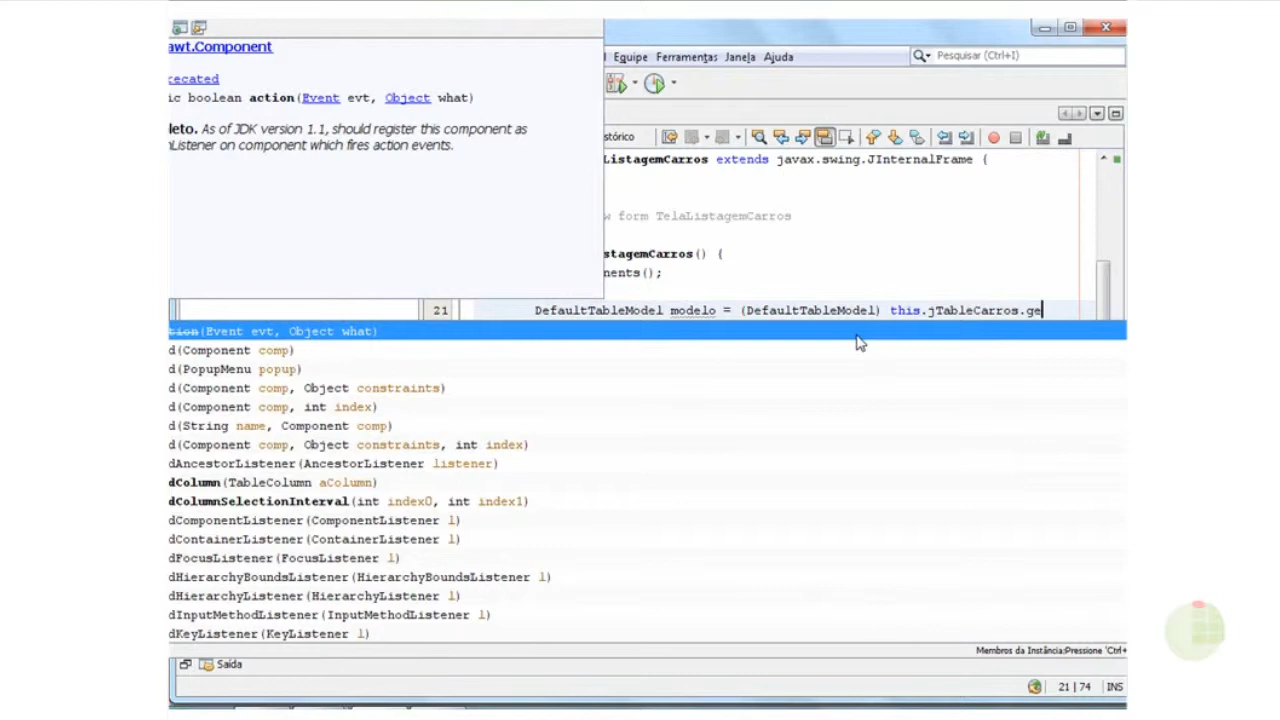 awt.Component
recated
ic boolean action(Event evt, Object what)
leto. As of JDK version 1.1, should register this component as
nListener on component which fires action events.
Equipe Ferramentas Janela Ajuda
Pesquisar (Ctrl+I)
stórico
ListagemCarros extends javax.swing.JInternalFrame {
w form TelaListagemCarros
stagemCarros() {
nents();
21 DefaultTableModel modelo = (DefaultTableModel) this.jTableCarros.ge
tion(Event evt, Object what)
d(Component comp)
d(PopupMenu popup)
d(Component comp, Object constraints)
d(Component comp, int index)
d(String name, Component comp)
d(Component comp, Object constraints, int index)
dAncestorListener(AncestorListener listener)
dColumn(TableColumn aColumn)
dColumnSelectionInterval(int index0, int index1)
dComponentListener(ComponentListener l)
dContainerListener(ContainerListener l)
dFocusListener(FocusListener l)
dHierarchyBoundsListener(HierarchyBoundsListener l)
dHierarchyListener(HierarchyListener l)
dInputMethodListener(InputMethodListener l)
dKeyListener(KeyListener l)
Membros da Instância;Pressione 'Ctrl+
Saída
21 | 74 INS